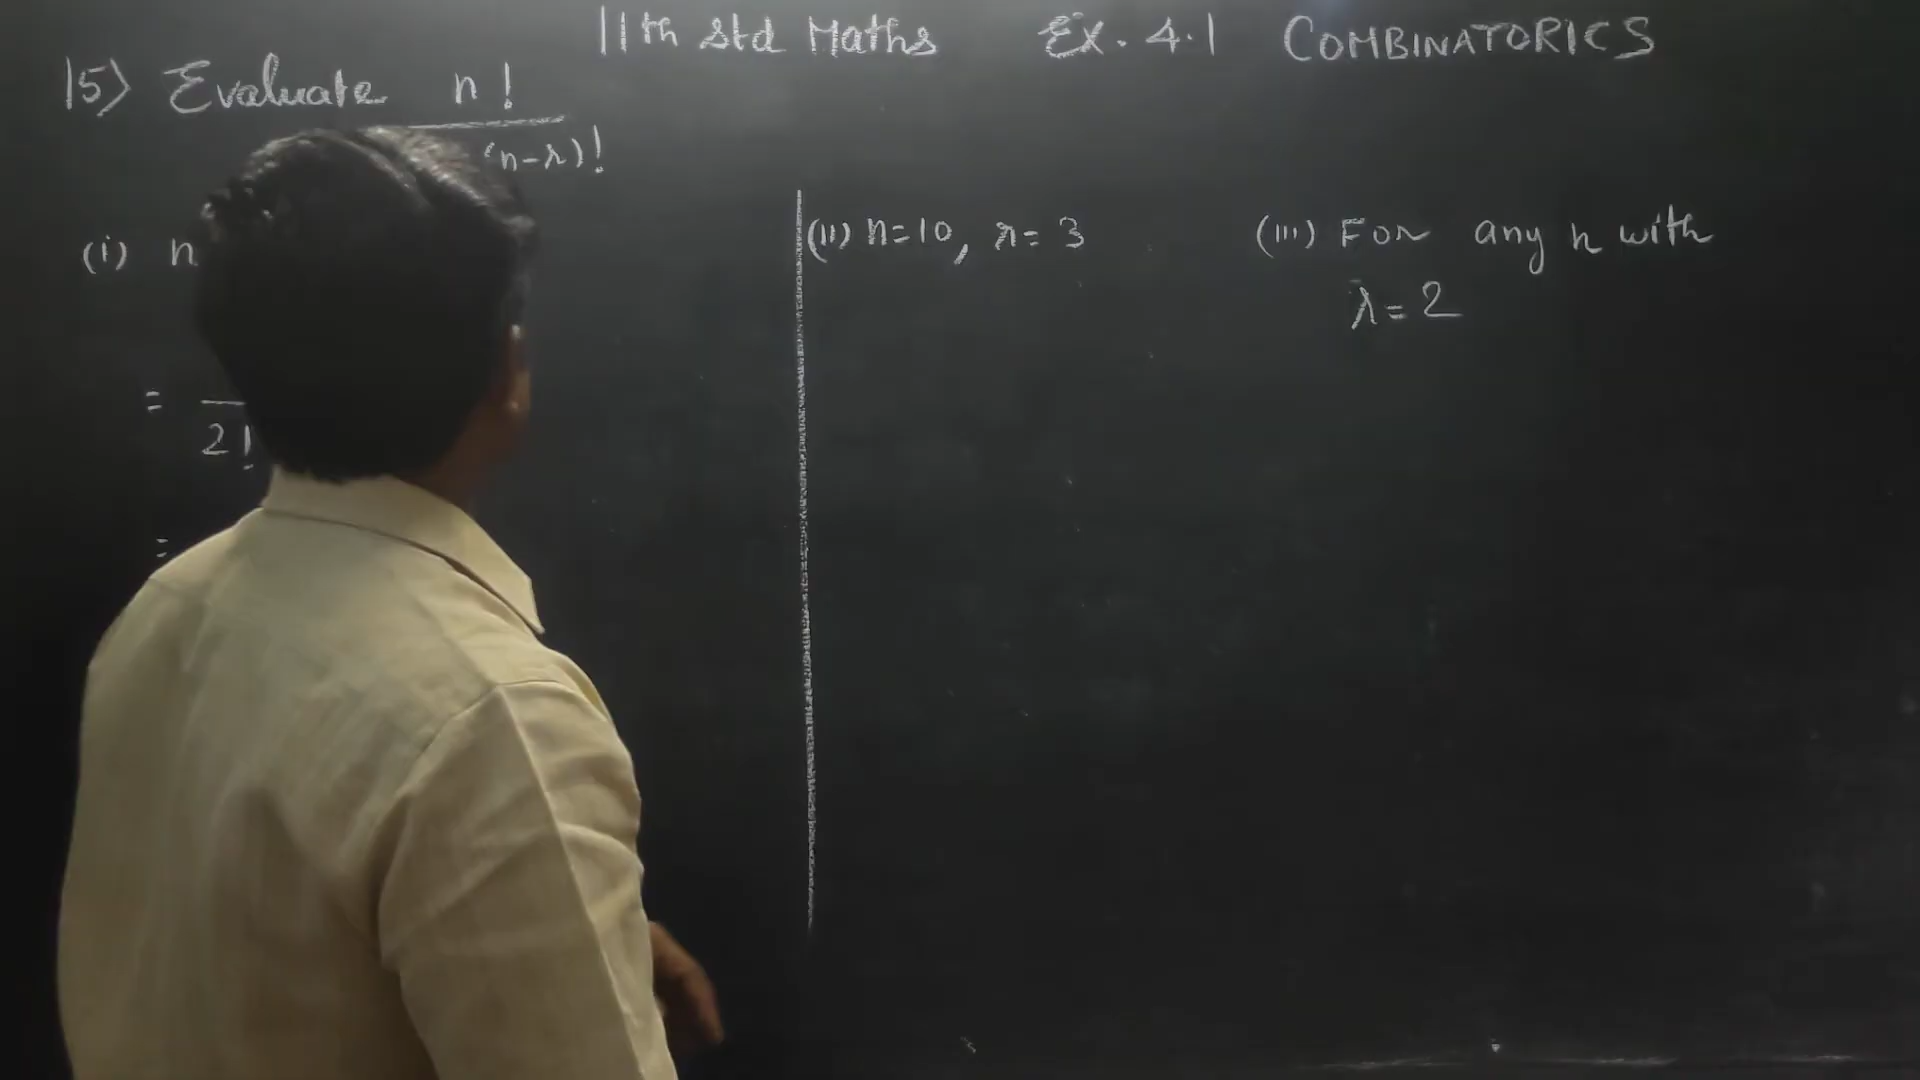 11th std Maths Ex. 4.1 COMBINATORICS
15) Evaluate n!
(n-r)!
(i) n
=
2!
=
(ii) n=10, r=3
(iii) For any n with
r=2